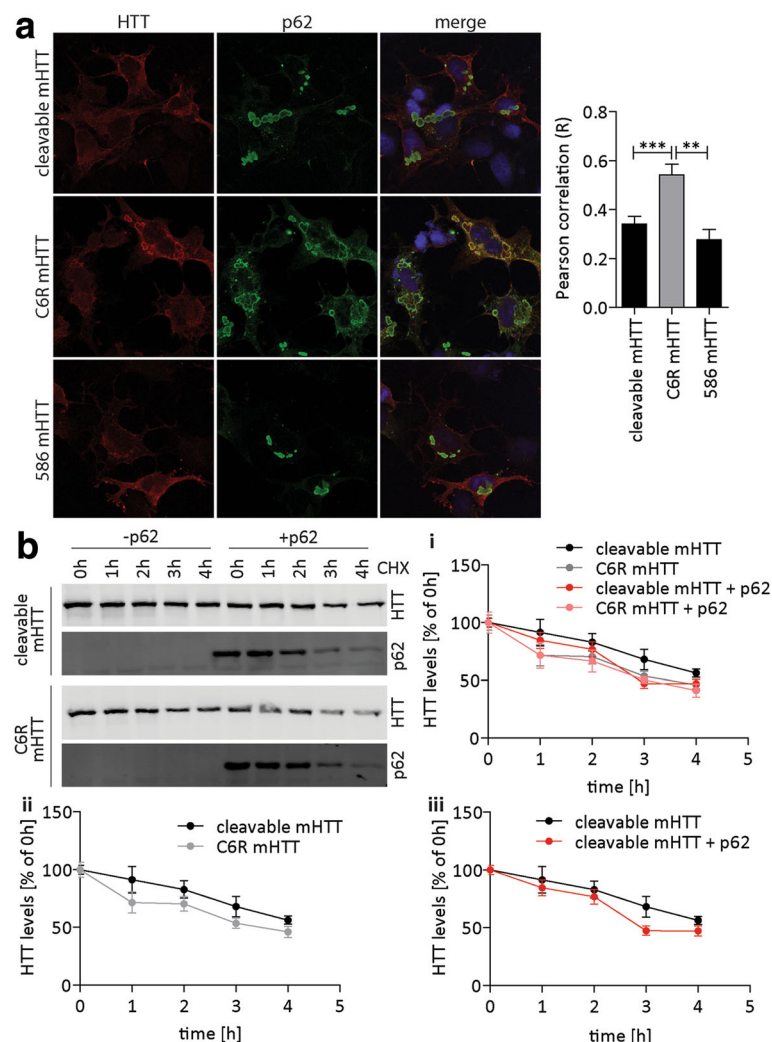 a
HTT p62 merge
cleavable mHTT
C6R mHTT
586 mHTT
Pearson correlation (R)
0.8
0.6
0.4
0.2
0.0
*** **
cleavable mHTT
C6R mHTT
586 mHTT
b
-p62 +p62
0h 1h 2h 3h 4h 0h 1h 2h 3h 4h CHX
cleavable mHTT
HTT
p62
C6R mHTT
HTT
p62
i
cleavable mHTT
C6R mHTT
cleavable mHTT + p62
C6R mHTT + p62
HTT levels [% of 0h]
150
100
50
0
0 1 2 3 4 5
time [h]
ii
cleavable mHTT
C6R mHTT
HTT levels [% of 0h]
150
100
50
0
0 1 2 3 4 5
time [h]
iii
cleavable mHTT
cleavable mHTT + p62
HTT levels [% of 0h]
150
100
50
0
0 1 2 3 4 5
time [h]